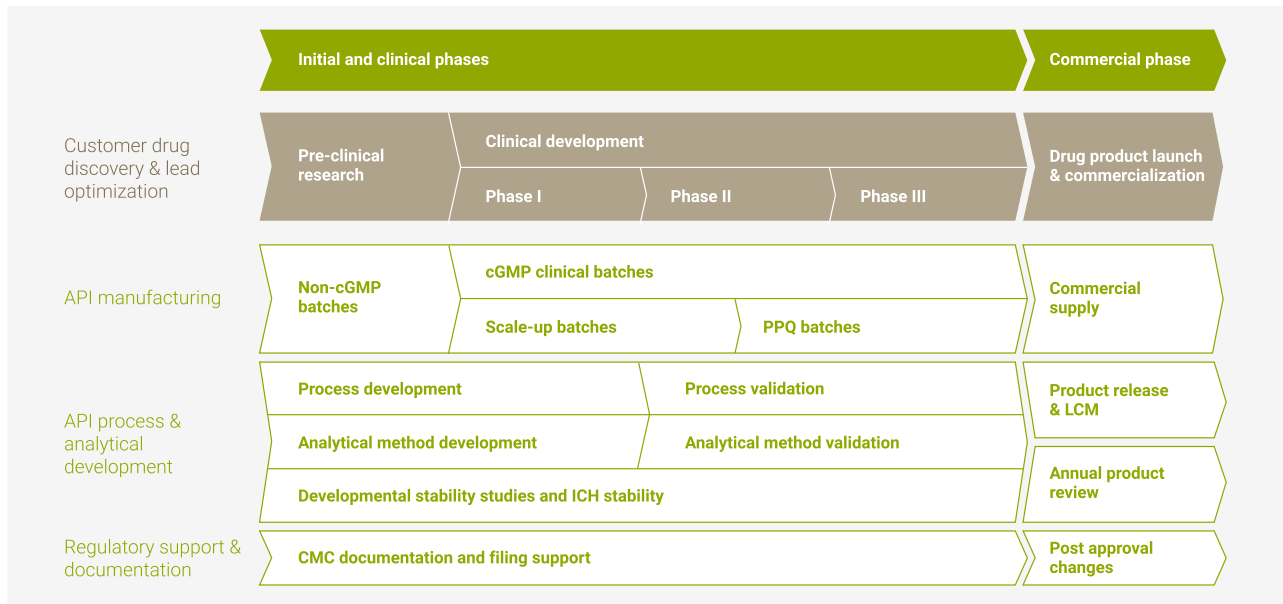 Initial and clinical phases
Commercial phase
Customer drug
discovery & lead
optimization
Pre-clinical
research
Clinical development
Phase I
Phase II
Phase III
Drug product launch
& commercialization
API manufacturing
Non-cGMP
batches
cGMP clinical batches
Scale-up batches
PPQ batches
Commercial
supply
API process &
analytical
development
Process development
Process validation
Analytical method development
Analytical method validation
Developmental stability studies and ICH stability
Product release
& LCM
Annual product
review
Regulatory support &
documentation
CMC documentation and filing support
Post approval
changes